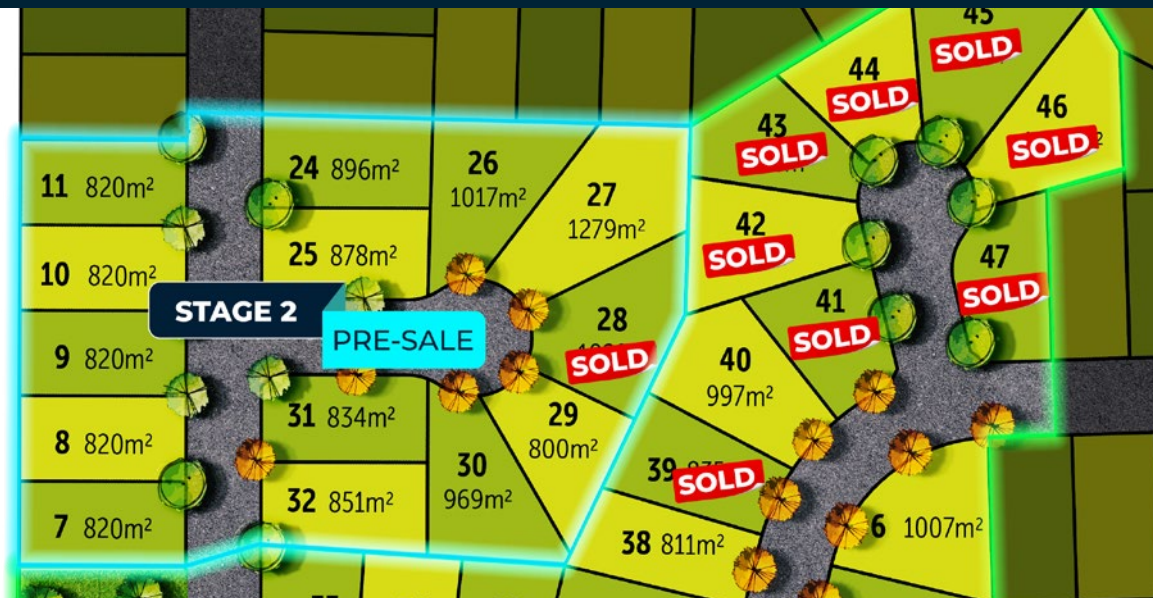 45
SOLD
44
SOLD
46
SOLD
43
SOLD
11 820m²
24 896m²
26
1017m²
27
1279m²
42
SOLD
10 820m²
25 878m²
47
SOLD
STAGE 2
PRE-SALE
28
SOLD
41
SOLD
9 820m²
40
997m²
31 834m²
29
800m²
8 820m²
30
969m²
39
SOLD
32 851m²
7 820m²
38 811m²
6 1007m²